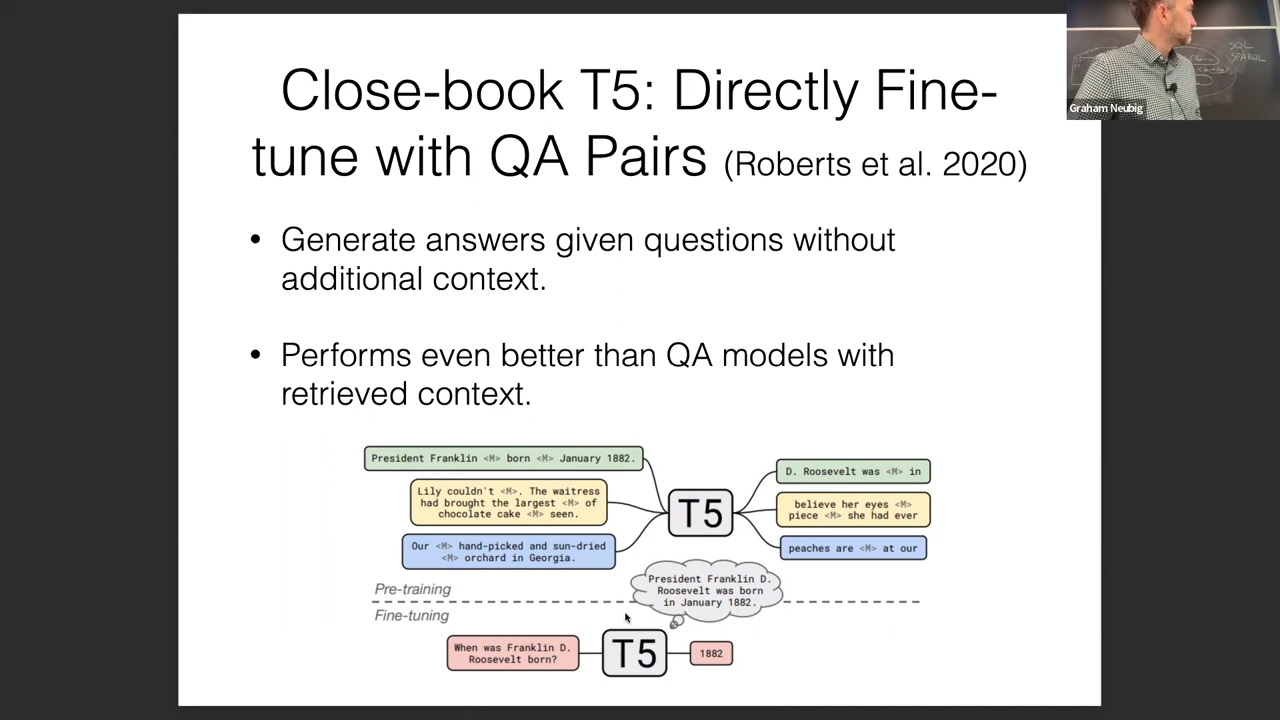 Close-book T5: Directly Fine-
tune with QA Pairs (Roberts et al. 2020)
• Generate answers given questions without
additional context.
• Performs even better than QA models with
retrieved context.
President Franklin <M> born <M> January 1882.
Lily couldn't <M>. The waitress
had brought the largest <M> of
chocolate cake <M> seen.
Our <M> hand-picked and sun-dried
<M> orchard in Georgia.
T5
D. Roosevelt was <M> in
believe her eyes <M>
piece <M> she had ever
peaches are <M> at our
Pre-training
Fine-tuning
President Franklin D.
Roosevelt was born
in January 1882.
When was Franklin D.
Roosevelt born?
T5
1882
SQL
SPARQL
Graham Neubig